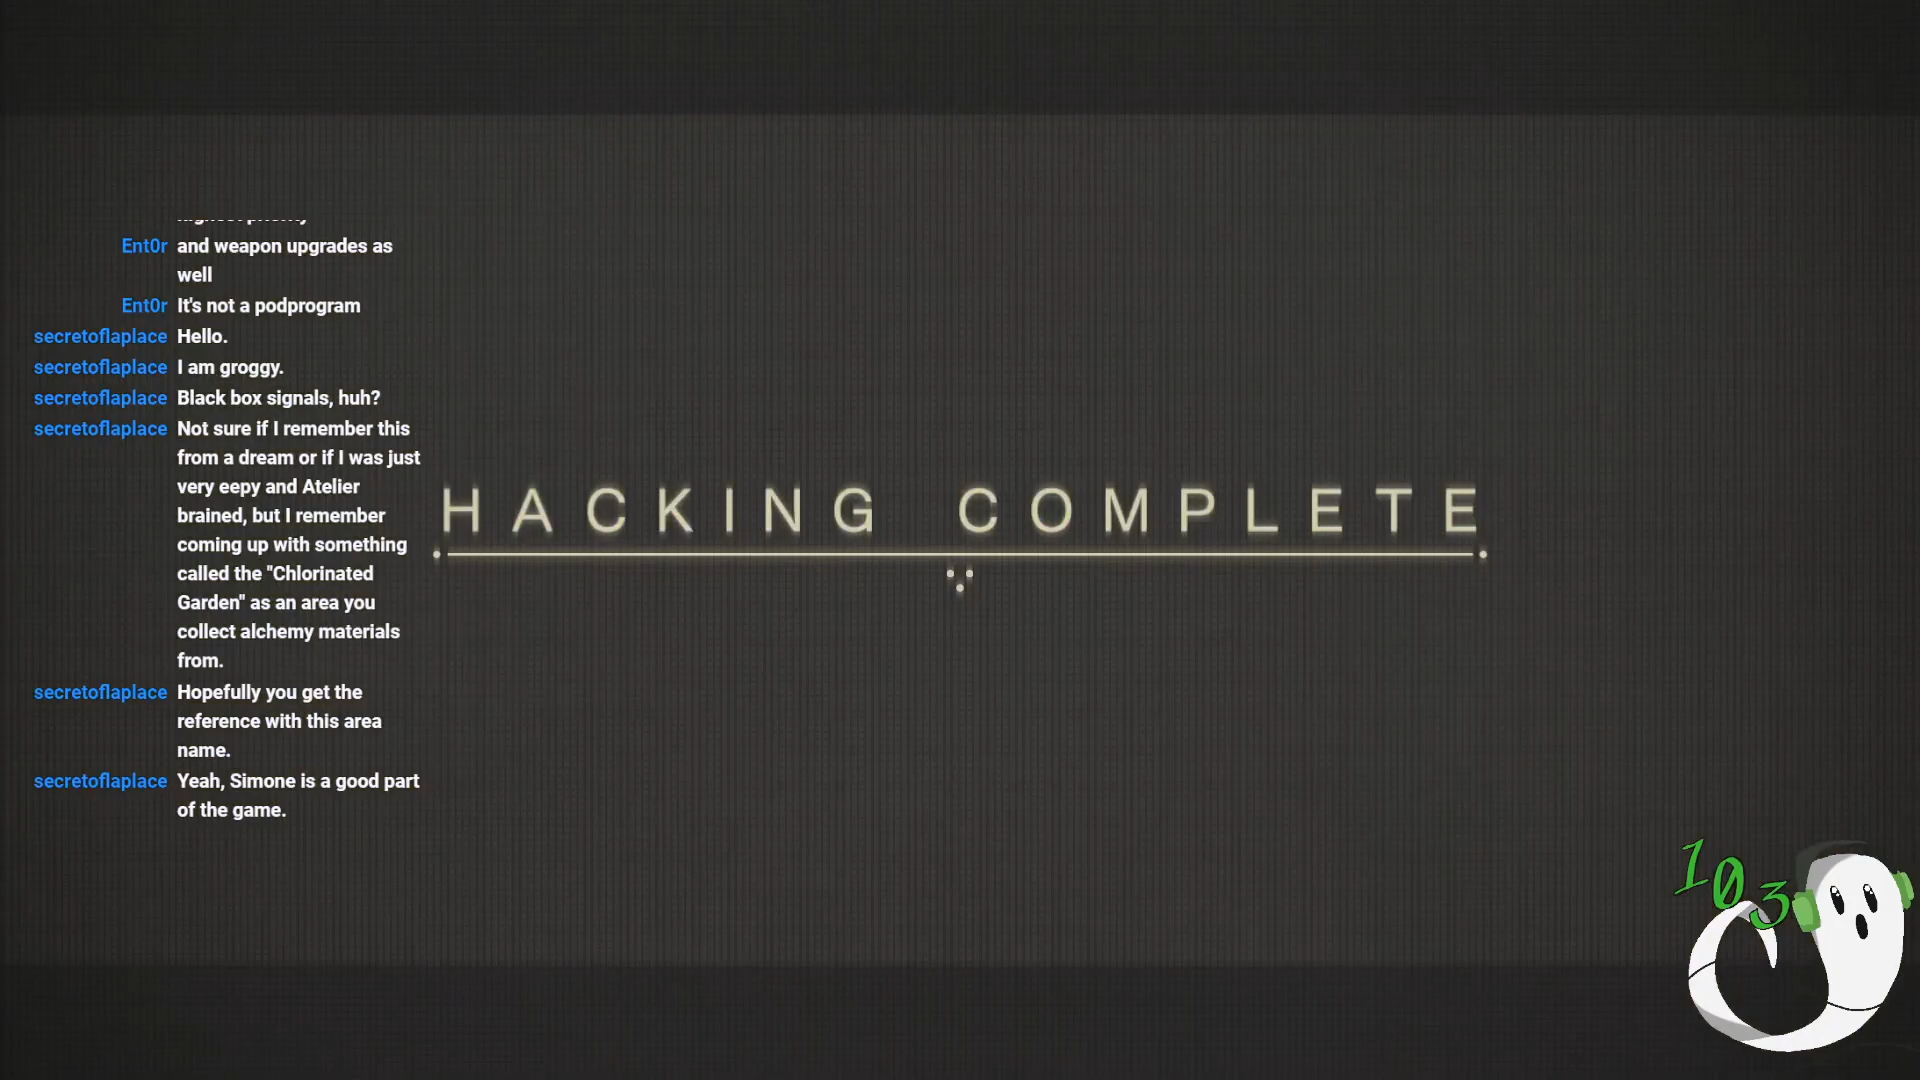 Ent0r and weapon upgrades as
well
Ent0r It's not a podprogram
secretoflaplace Hello.
secretoflaplace I am groggy.
secretoflaplace Black box signals, huh?
secretoflaplace Not sure if I remember this
from a dream or if I was just
very eepy and Atelier
brained, but I remember
coming up with something
called the "Chlorinated
Garden" as an area you
collect alchemy materials
from.
secretoflaplace Hopefully you get the
reference with this area
name.
secretoflaplace Yeah, Simone is a good part
of the game.
HACKING COMPLETE
103